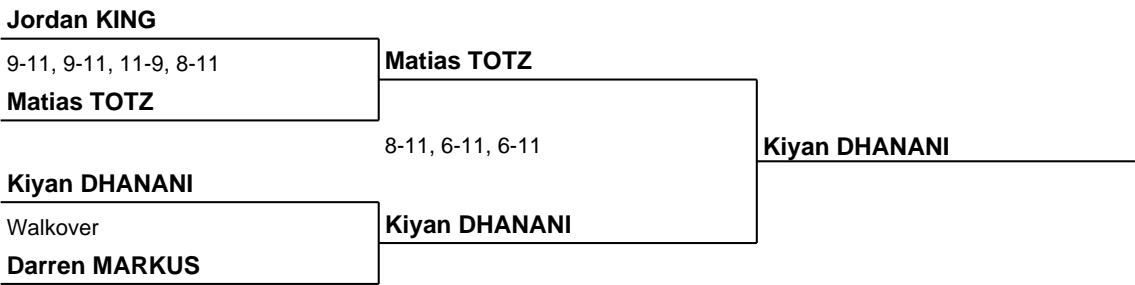 Jordan KING
9-11, 9-11, 11-9, 8-11
Matias TOTZ
Matias TOTZ
8-11, 6-11, 6-11
Kiyan DHANANI
Kiyan DHANANI
Walkover
Kiyan DHANANI
Darren MARKUS